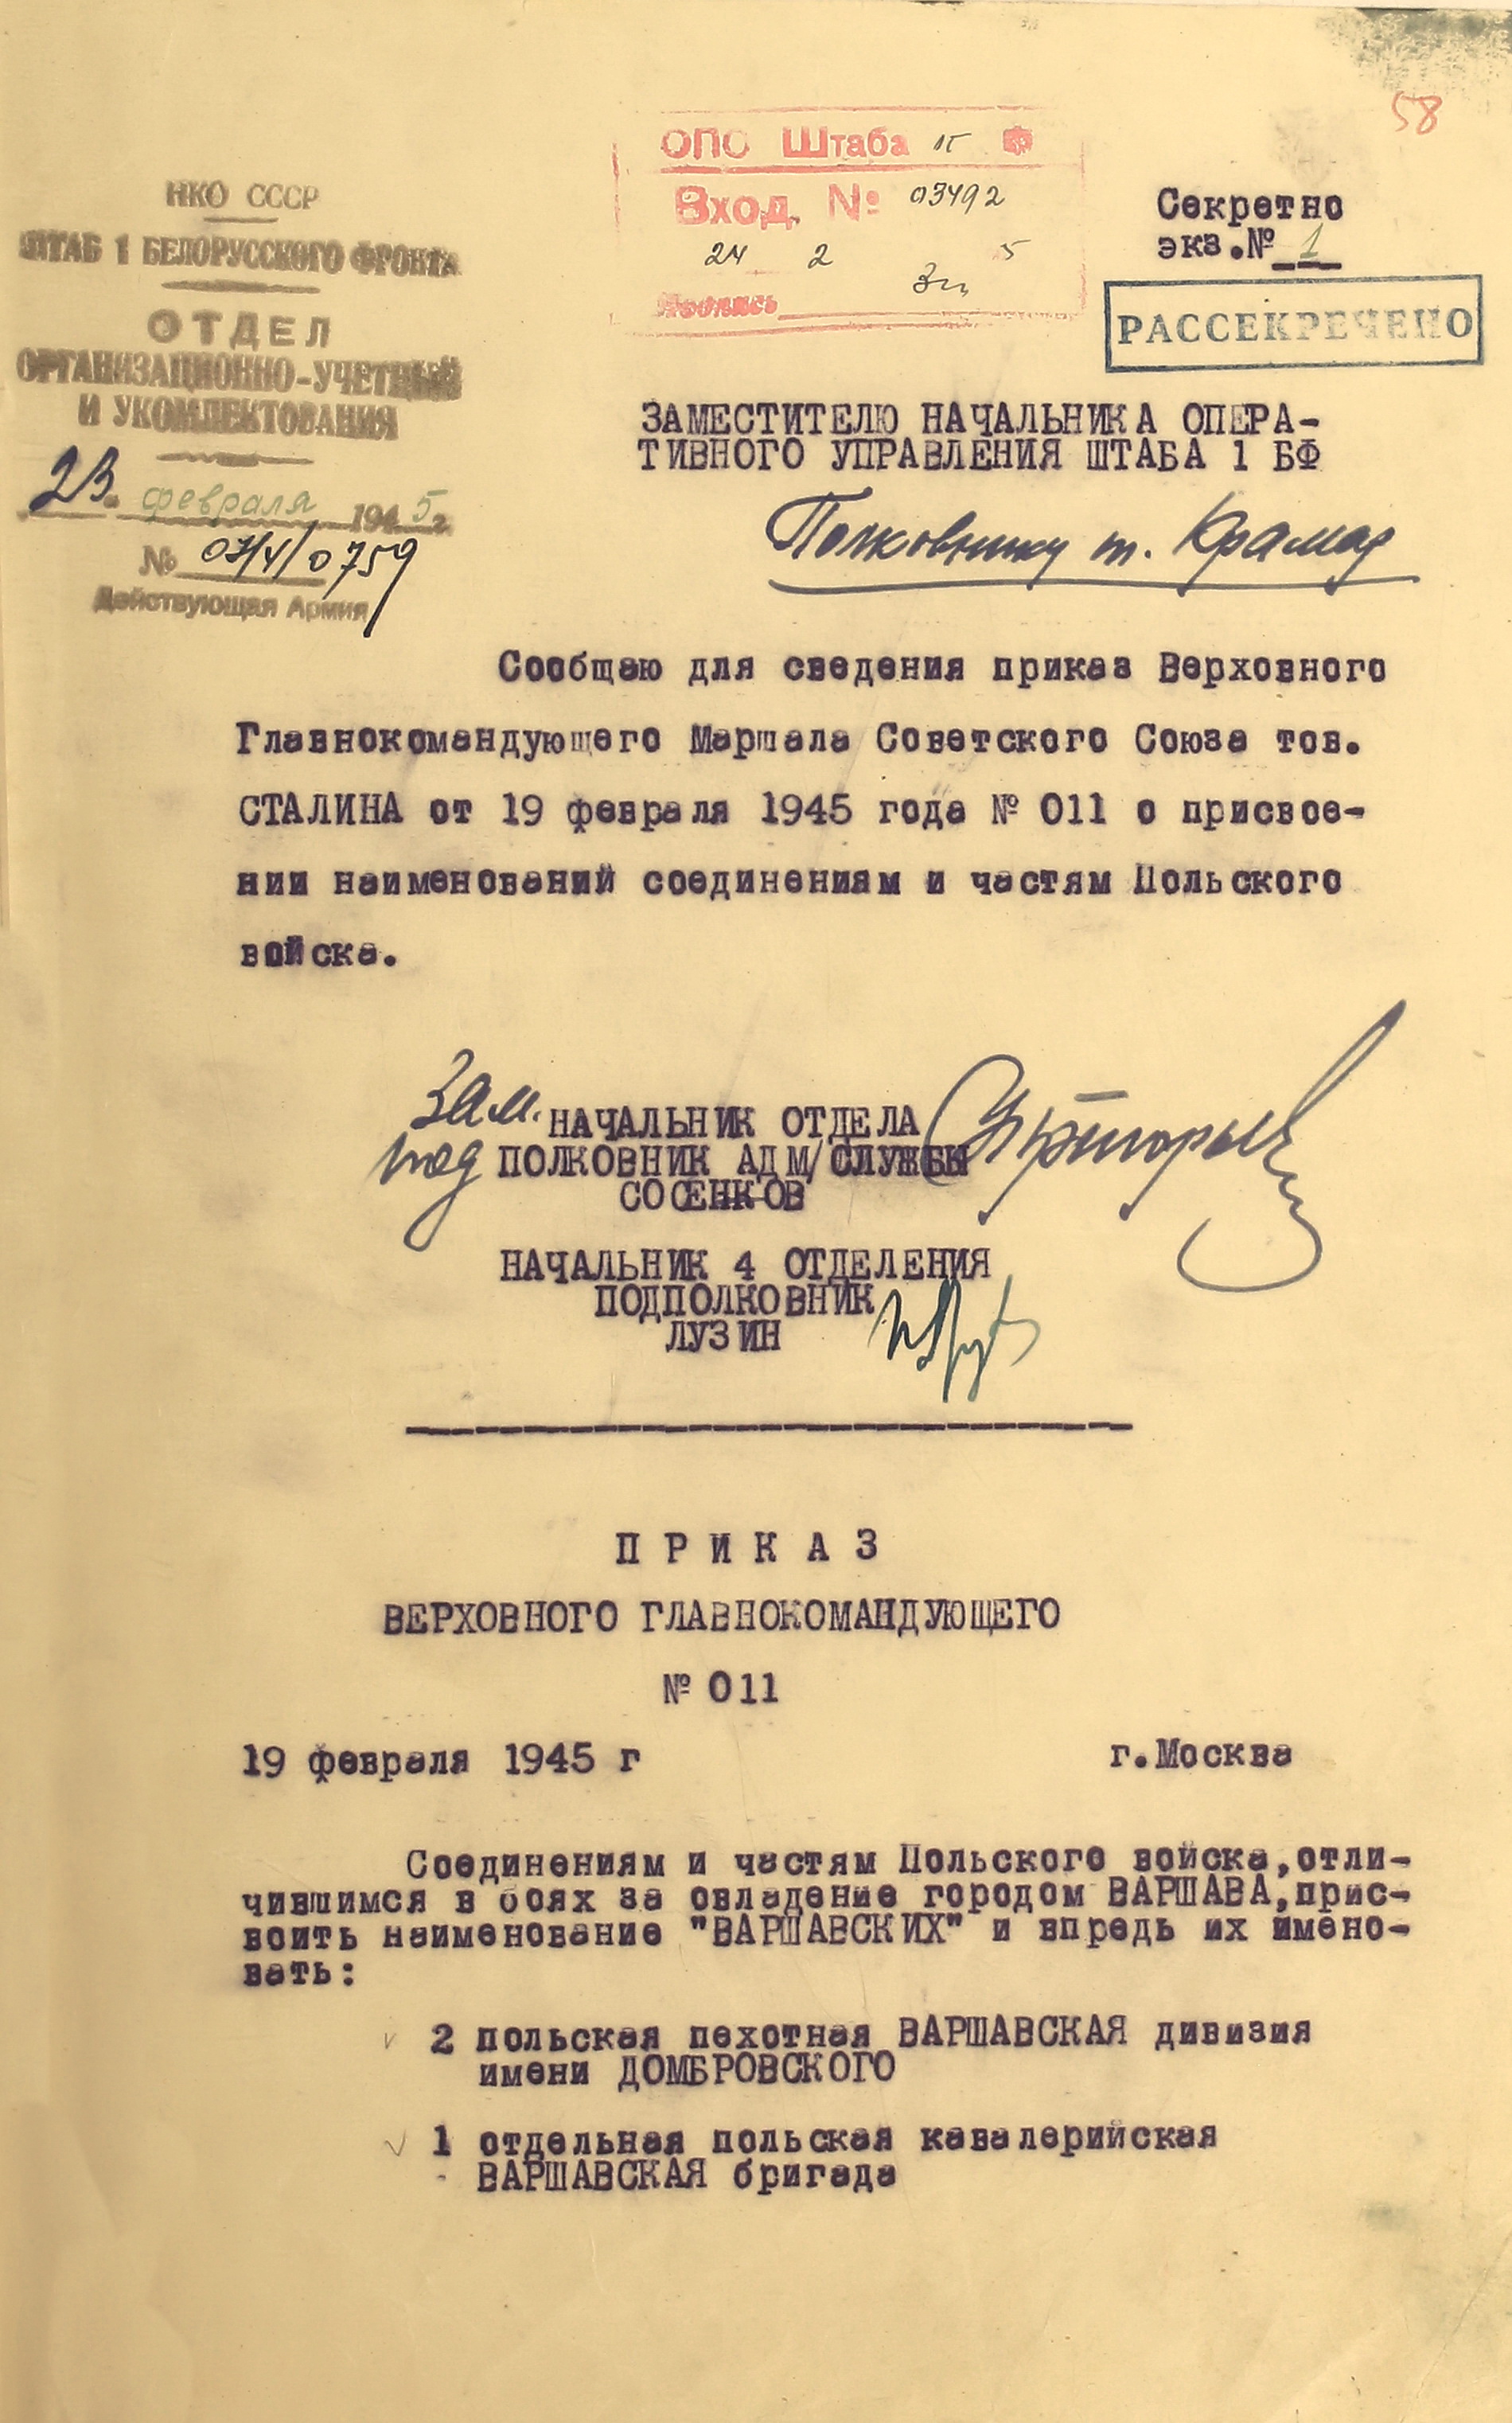 58
ОПО Штаба
Вход. № 03492
24 2 5
Секретно
экз.№ 1
РАССЕКРЕЧЕНО
НКО СССР
ШТАБ 1 БЕЛОРУССКОГО ФРОНТА
ОТДЕЛ
ОРГАНИЗАЦИОННО-УЧЕТНЫЙ
И УКОМПЛЕКТОВАНИЯ
23. февраля 1945г.
№ 07/4/0759
Действующая Армия
ЗАМЕСТИТЕЛЮ НАЧАЛЬНИКА ОПЕРА-
ТИВНОГО УПРАВЛЕНИЯ ШТАБА 1 БФ
Полковнику т. Крамар
Сообщаю для сведения приказ Верховного
Главнокомандующего Маршала Советского Союза тов.
СТАЛИНА от 19 февраля 1945 года № 011 о присвое-
нии наименований соединениям и частям Польского
войска.
Зам. НАЧАЛЬНИК ОТДЕЛА
под ПОЛКОВНИК АДМ/СЛУЖБЫ
СОСЕНКОВ
НАЧАЛЬНИК 4 ОТДЕЛЕНИЯ
ПОДПОЛКОВНИК
ЛУЗИН
П Р И К А З
ВЕРХОВНОГО ГЛАВНОКОМАНДУЮЩЕГО
№ 011
19 февраля 1945 г г.Москва
Соединениям и частям Польского войска,отли-
чившимся в боях за овладение городом ВАРШАВА,прис-
воить наименование "ВАРШАВСКИХ" и впредь их имено-
вать:
2 польская пехотная ВАРШАВСКАЯ дивизия
имени ДОМБРОВСКОГО
1 отдельная польская кавалерийская
ВАРШАВСКАЯ бригада